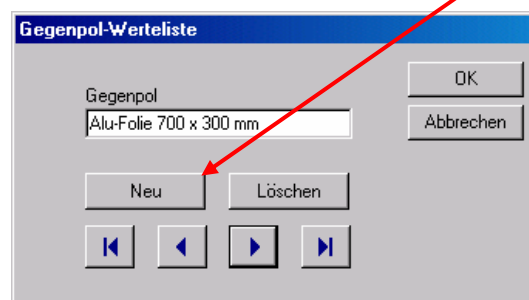 Gegenpol-Werteliste
OK
Gegenpol
Alu-Folie 700 x 300 mm
Abbrechen
Neu
Löschen